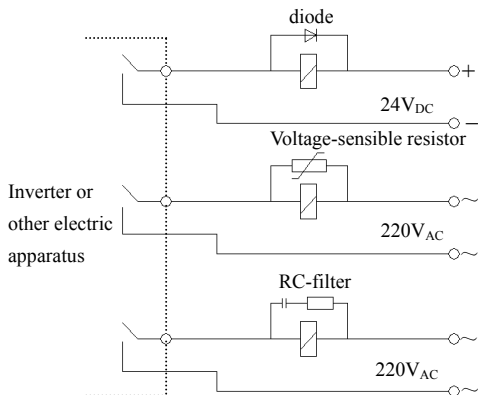 diode
+
24V_DC
−
Voltage-sensible resistor
Inverter or
other electric
apparatus
~
220V_AC
~
RC-filter
~
220V_AC
~